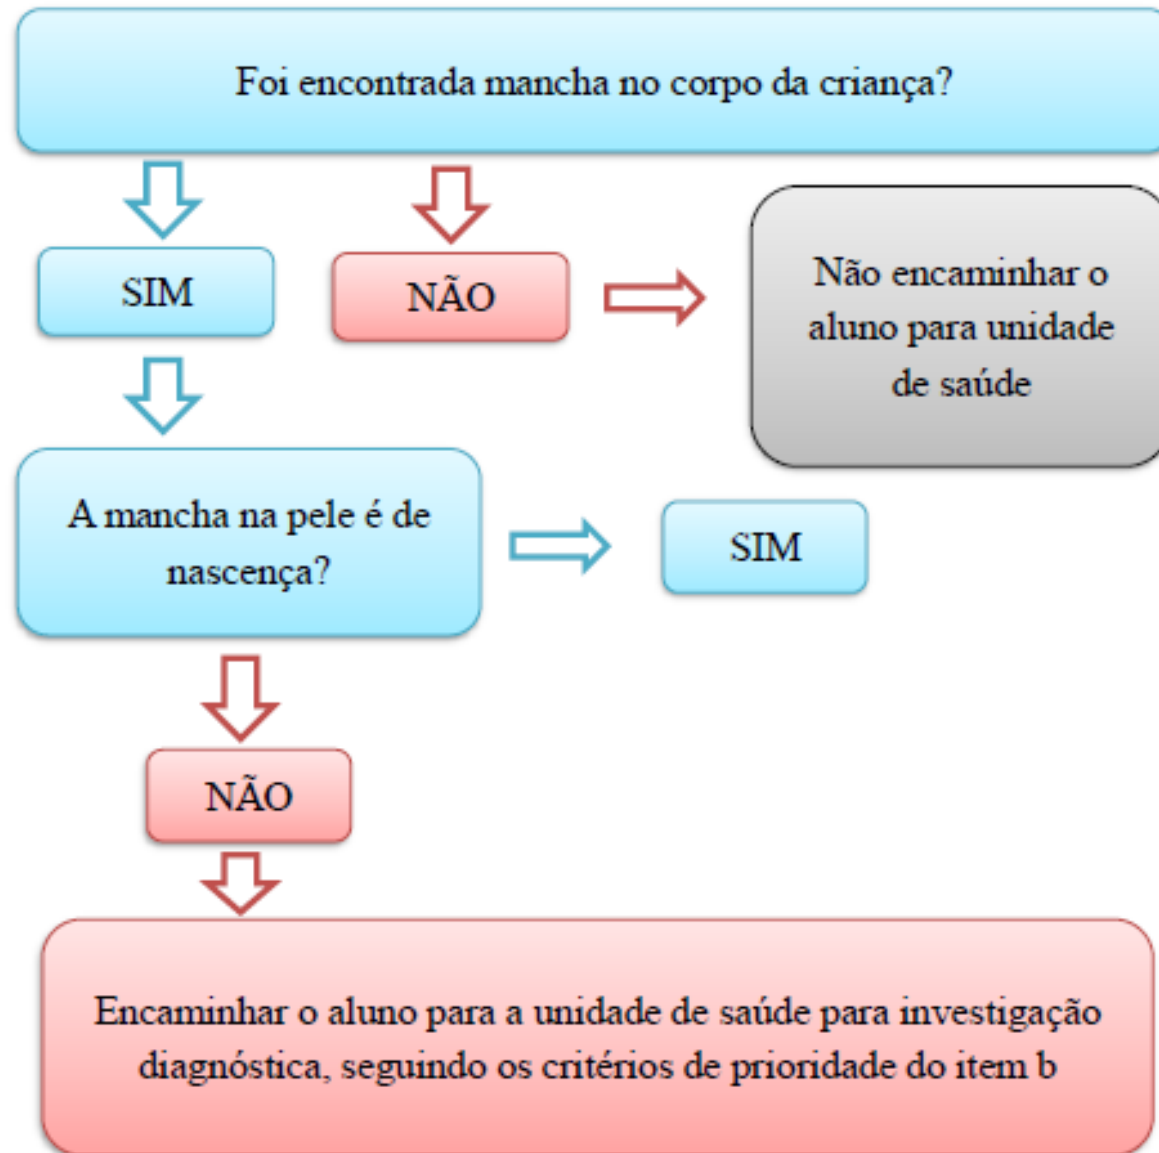 Foi encontrada mancha no corpo da criança?
SIM
NÃO
Não encaminhar o
aluno para unidade
de saúde
A mancha na pele é de
nascença?
SIM
NÃO
Encaminhar o aluno para a unidade de saúde para investigação
diagnóstica, seguindo os critérios de prioridade do item b